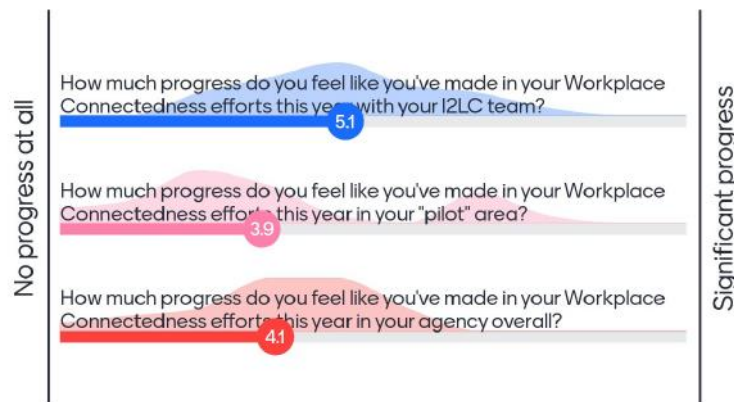 No progress at all
How much progress do you feel like you've made in your Workplace
Connectedness efforts this year with your I2LC team?
5.1
How much progress do you feel like you've made in your Workplace
Connectedness efforts this year in your "pilot" area?
3.9
How much progress do you feel like you've made in your Workplace
Connectedness efforts this year in your agency overall?
4.1
Significant progress